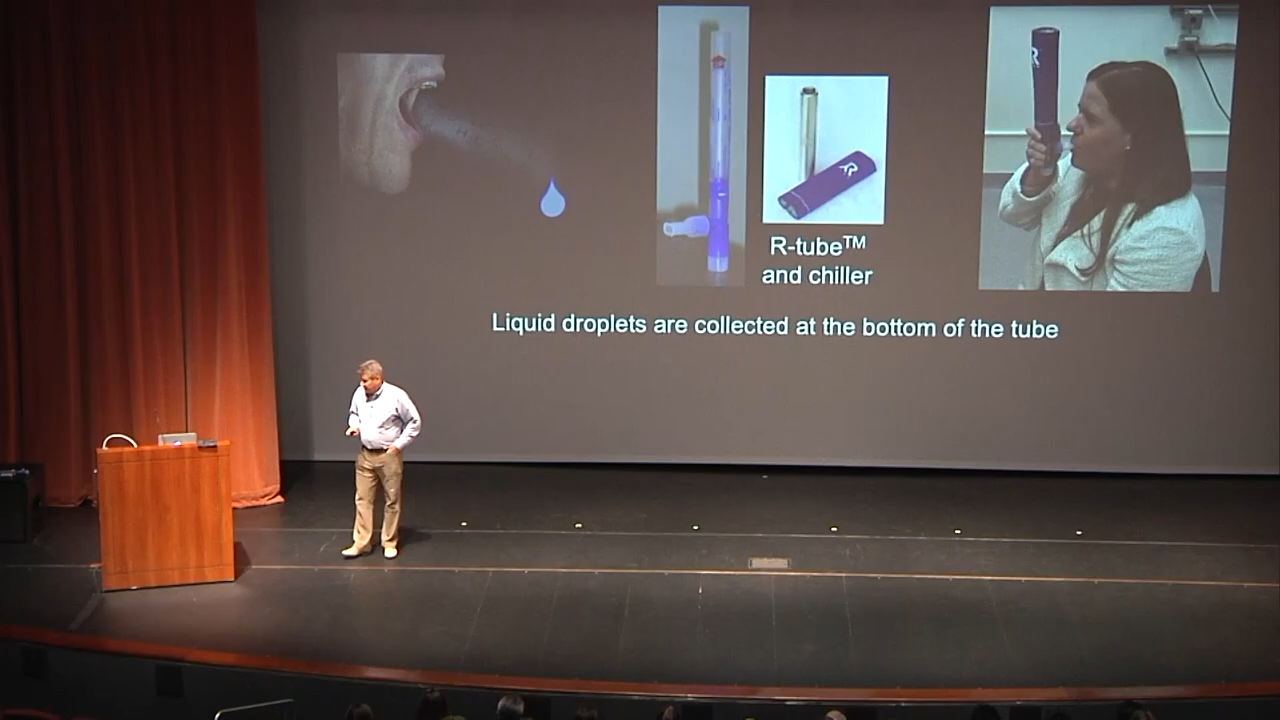 R-tube™
and chiller
Liquid droplets are collected at the bottom of the tube